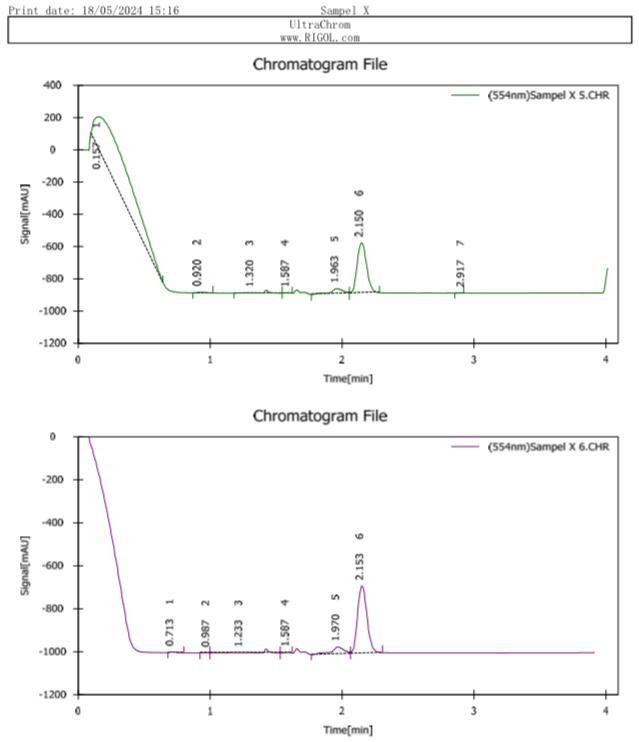 Print date: 18/05/2024 15:16 Sampel X
UltraChrom
www.RIGOL.com
Chromatogram File
(554nm)Sampel X 5.CHR
400
200
0
-200
-400
-600
-800
-1000
-1200
Signal[mAU]
0.157 1
0.920 2
1.320 3
1.587 4
1.963 5
2.150 6
2.917 7
0 1 2 3 4
Time[min]
Chromatogram File
(554nm)Sampel X 6.CHR
0
-200
-400
-600
-800
-1000
-1200
Signal[mAU]
0.713 1
0.987 2
1.233 3
1.587 4
1.970 5
2.153 6
0 1 2 3 4
Time[min]